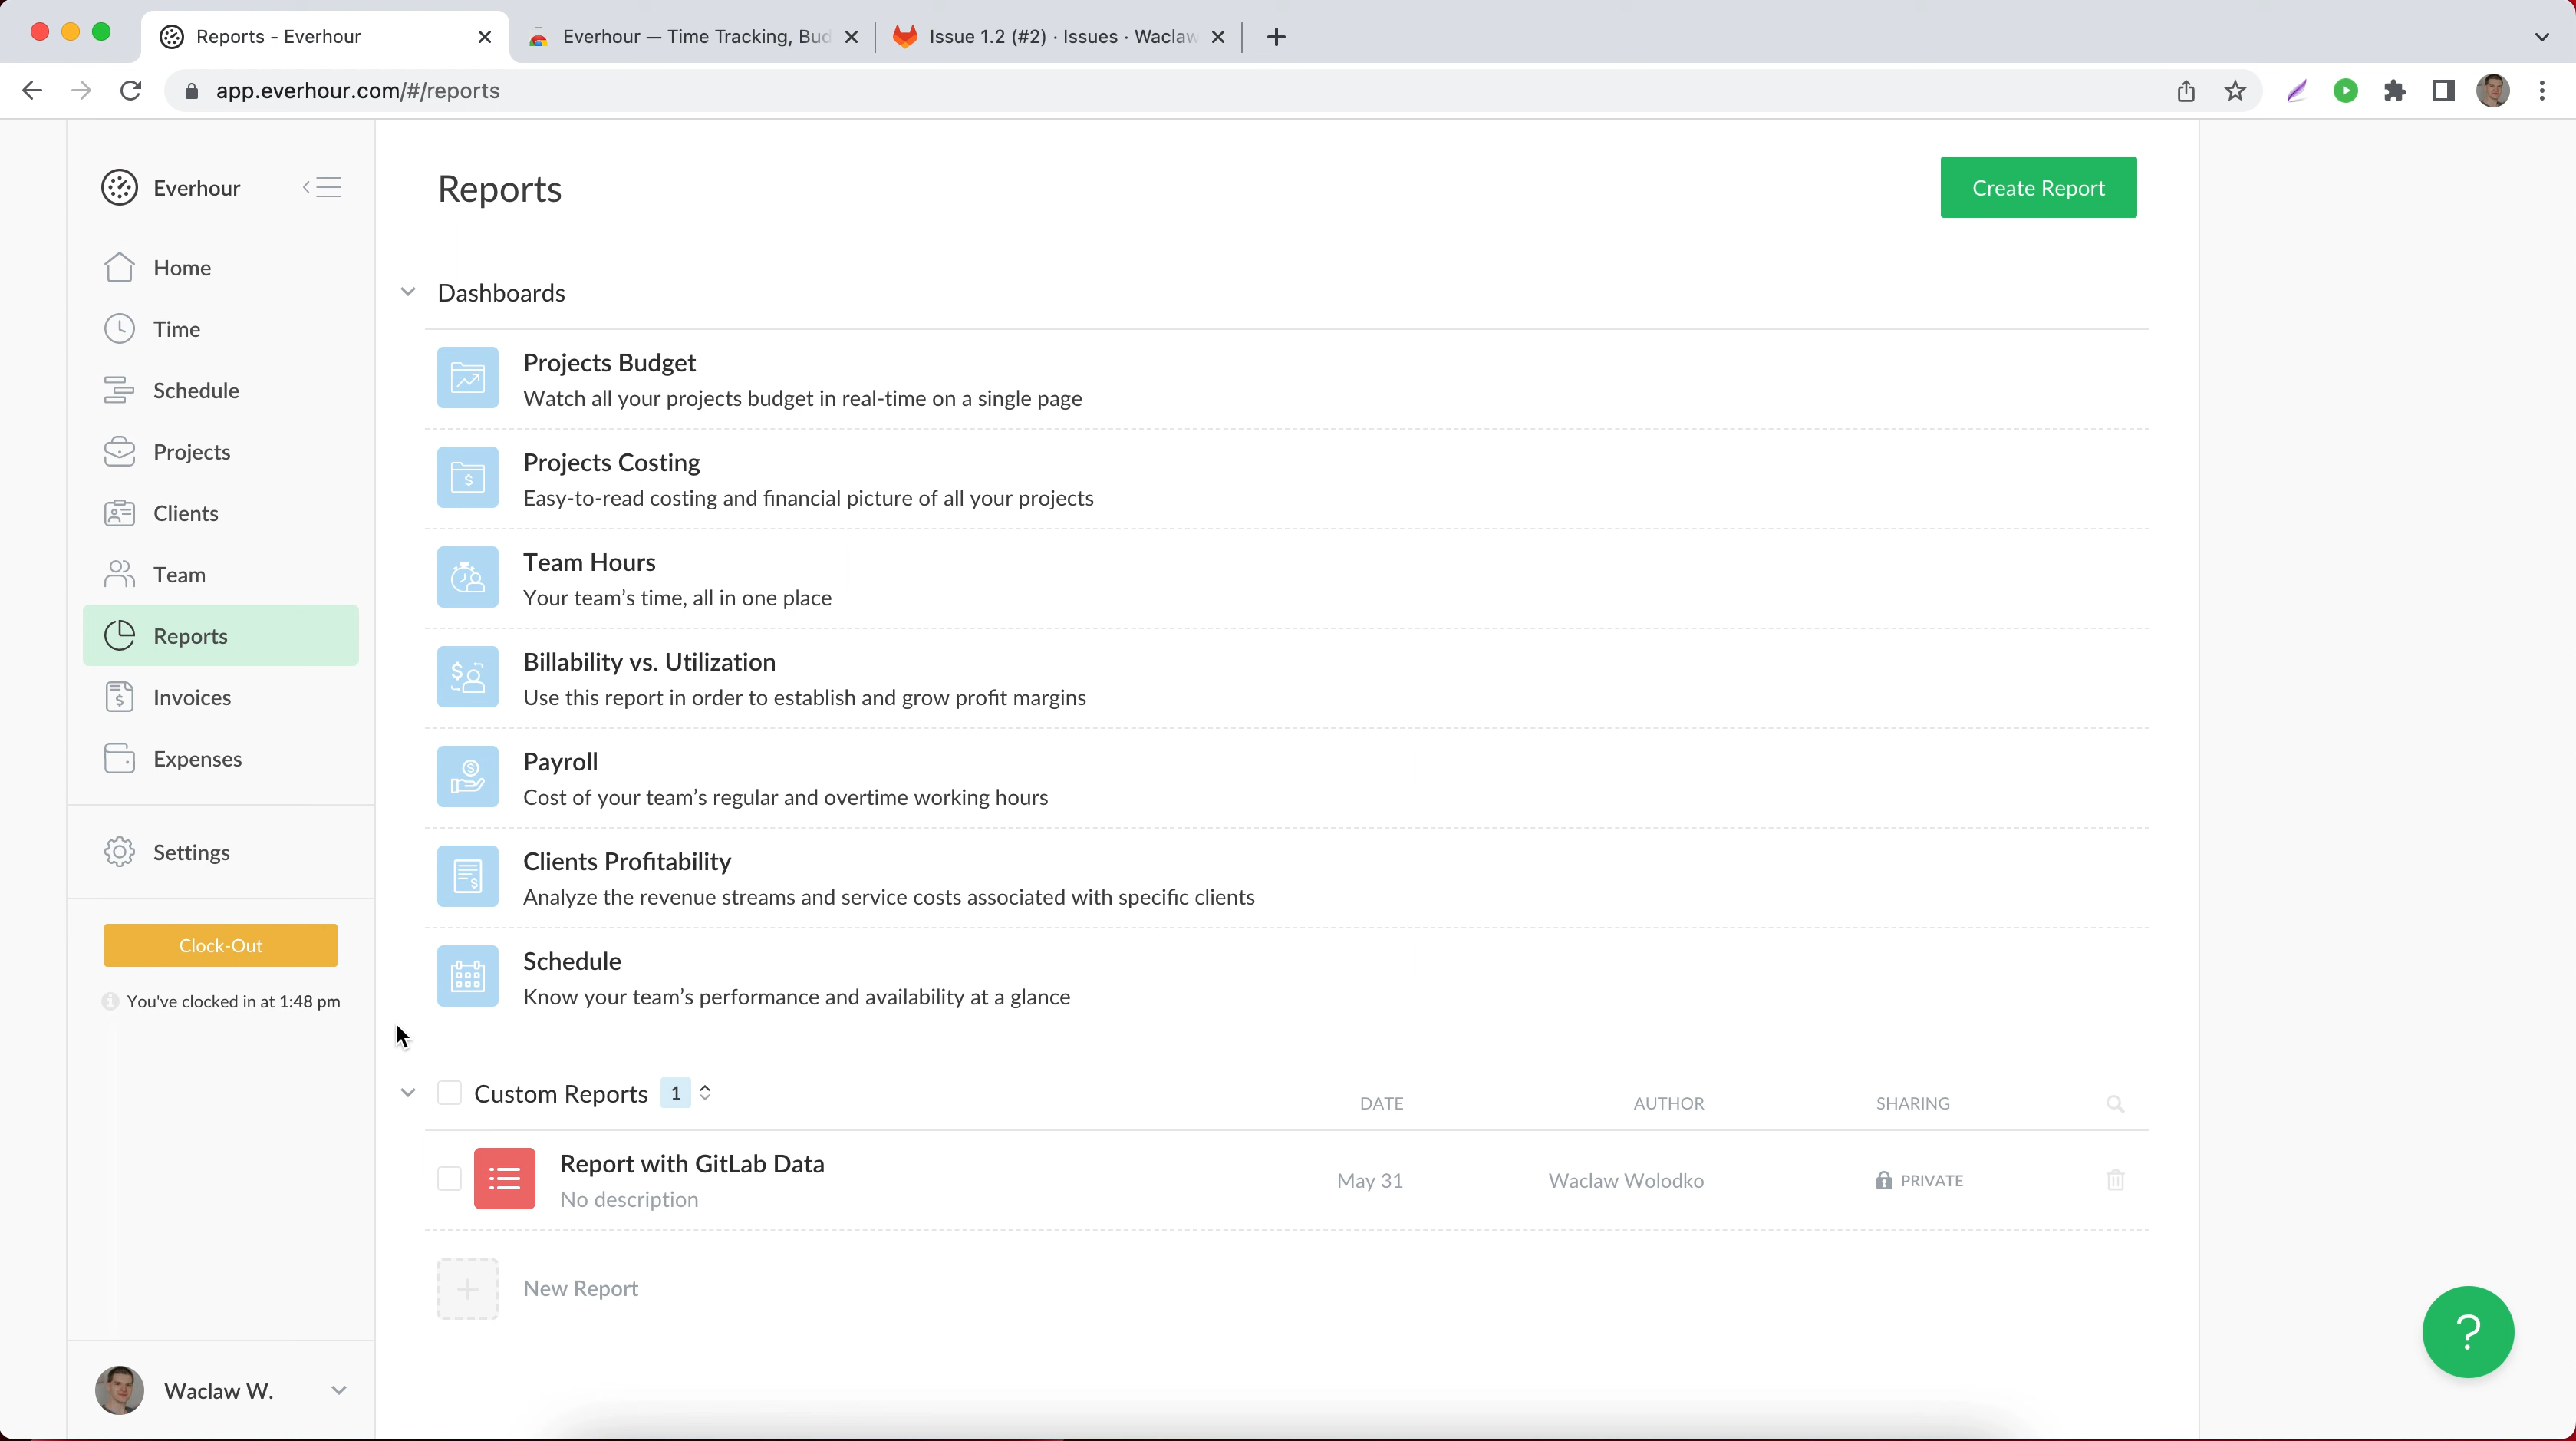 Reports - Everhour
Everhour — Time Tracking, Bud
Issue 1.2 (#2) · Issues · Waclaw
app.everhour.com/#/reports
Everhour
Home
Time
Schedule
Projects
Clients
Team
Reports
Invoices
Expenses
Settings
Clock-Out
You've clocked in at 1:48 pm
Waclaw W.
Reports
Create Report
Dashboards
Projects Budget
Watch all your projects budget in real-time on a single page
Projects Costing
Easy-to-read costing and financial picture of all your projects
Team Hours
Your team’s time, all in one place
Billability vs. Utilization
Use this report in order to establish and grow profit margins
Payroll
Cost of your team’s regular and overtime working hours
Clients Profitability
Analyze the revenue streams and service costs associated with specific clients
Schedule
Know your team’s performance and availability at a glance
Custom Reports 1 DATE AUTHOR SHARING
Report with GitLab Data
No description
May 31 Waclaw Wolodko PRIVATE
New Report
?